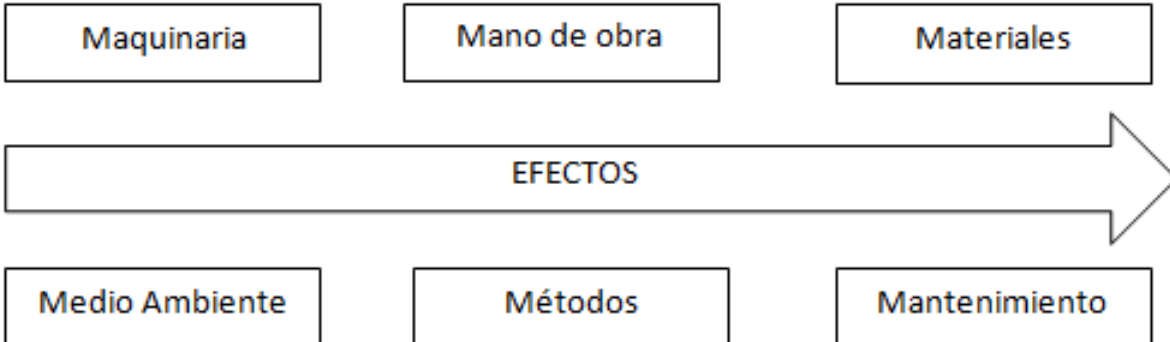 Maquinaria
Mano de obra
Materiales
EFECTOS
Medio Ambiente
Métodos
Mantenimiento